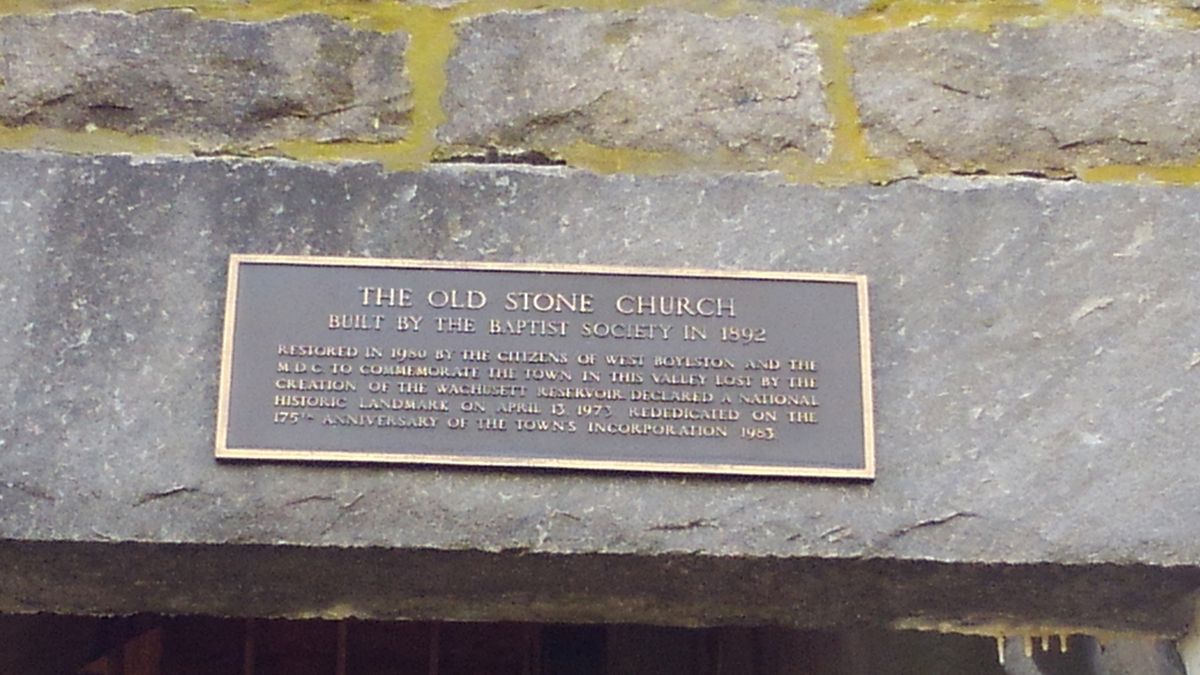 THE OLD STONE CHURCH
BUILT BY THE BAPTIST SOCIETY IN 1892
RESTORED IN 1980 BY THE CITIZENS OF WEST BOYLSTON AND THE
M.D.C. TO COMMEMORATE THE TOWN IN THIS VALLEY LOST BY THE
CREATION OF THE WACHUSETT RESERVOIR. DECLARED A NATIONAL
HISTORIC LANDMARK ON APRIL 13, 1973. REDEDICATED ON THE
175TH ANNIVERSARY OF THE TOWN'S INCORPORATION 1983